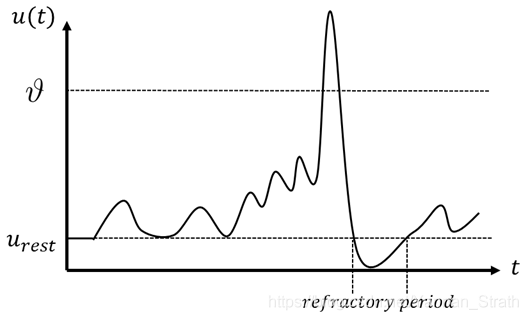 u(t)
ϑ
u_rest
t
refractory period